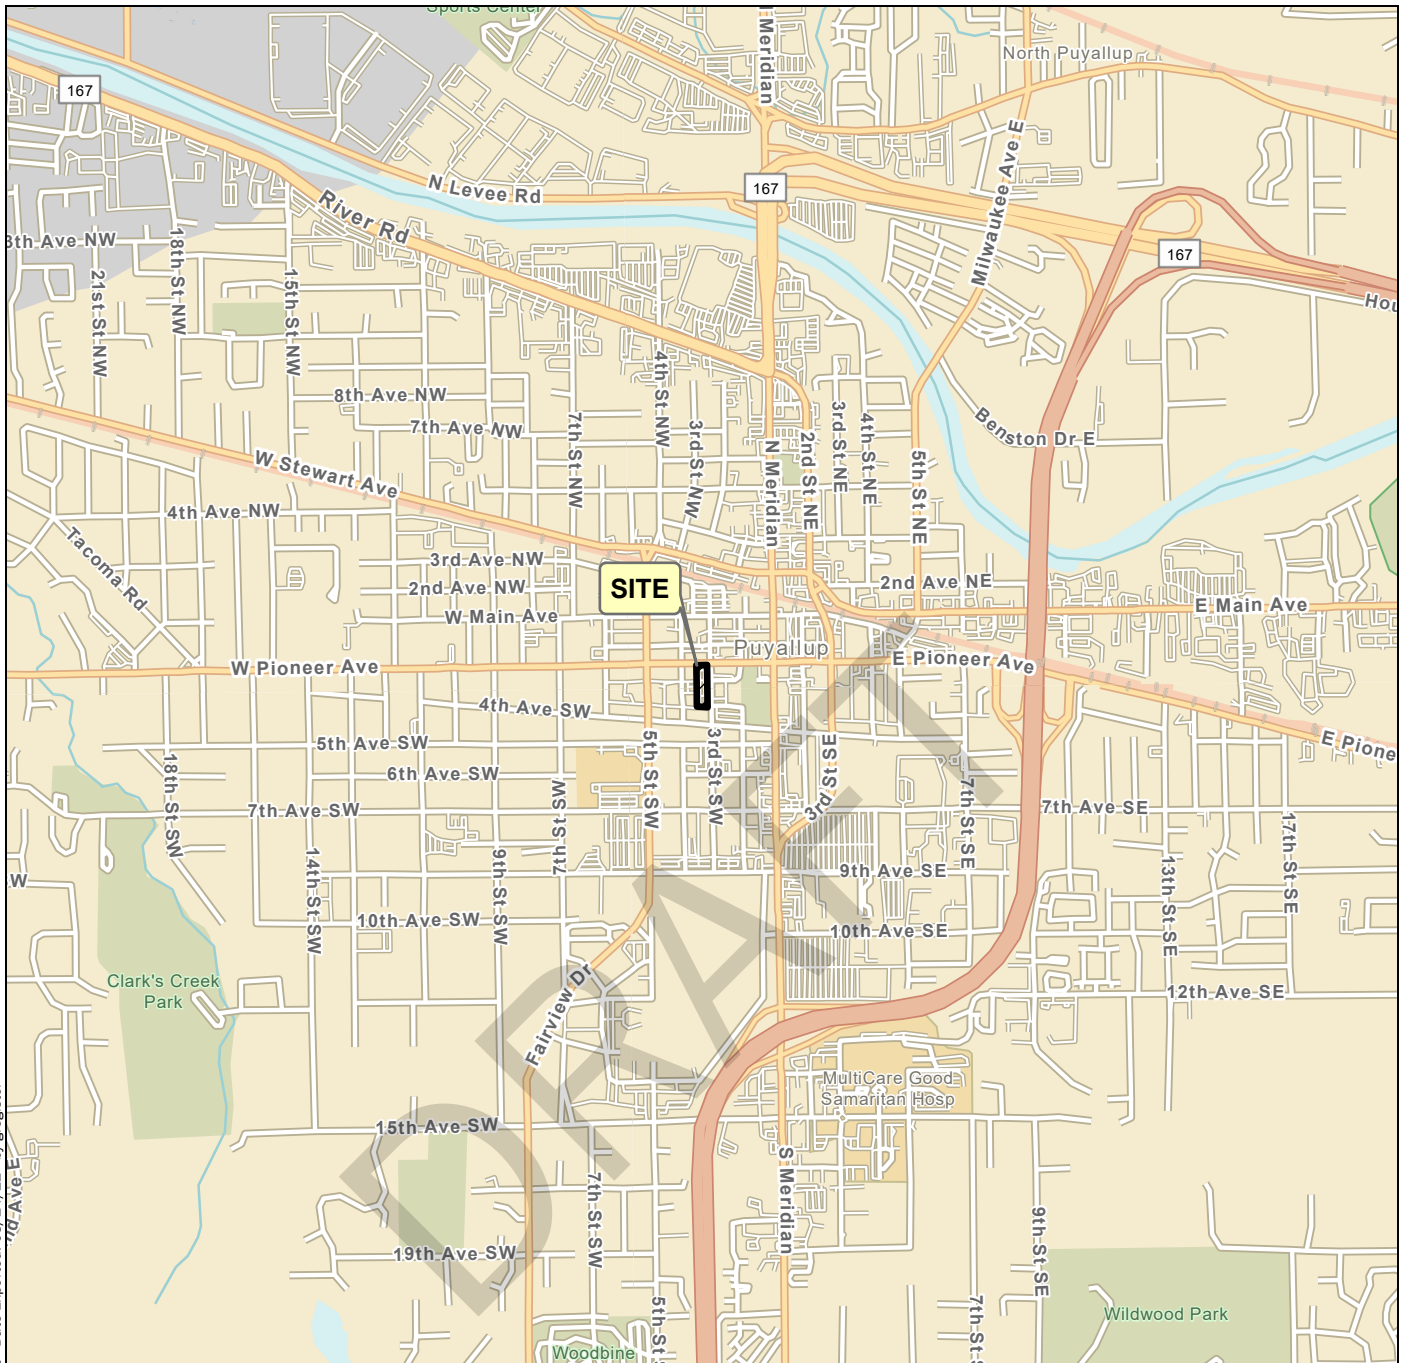 Sports Center
N Meridian
North Puyallup
167
Milwaukee Ave E
N Levee Rd
167
River Rd
8th Ave NW
18th St NW
21st St NW
15th St NW
167
4th St NW
8th Ave NW
7th Ave NW
7th St NW
3rd St NW
N Meridian
2nd St NE
3rd St NE
4th St NE
5th St NE
Benston Dr E
W Stewart Ave
4th Ave NW
Tacoma Rd
3rd Ave NW
2nd Ave NW
W Main Ave
SITE
2nd Ave NE
E Main Ave
Puyallup
W Pioneer Ave
E Pioneer Ave
4th Ave SW
5th Ave SW
6th Ave SW
7th Ave SW
18th St SW
7th St SW
5th St SW
3rd St SW
3rd St SE
7th St SE
7th Ave SE
17th St SE
13th St SE
9th Ave SE
14th St SW
9th St SW
10th Ave SW
10th Ave SE
W
Clark's Creek
Park
12th Ave SE
Fairview Dr
DRAFT
MultiCare Good
Samaritan Hosp
15th Ave SW
7th St SW
S Meridian
9th St SE
19th Ave SW
5th St S
7th St S
Wildwood Park
Woodbine